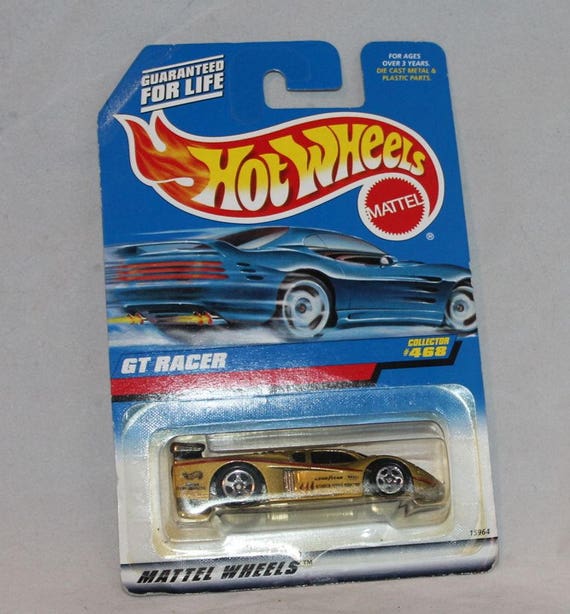 GUARANTEED
FOR LIFE
FOR AGES
OVER 3 YEARS.
DIE CAST METAL &
PLASTIC PARTS.
HOT WHEELS
MATTEL
®
COLLECTOR
#468
GT RACER
GOODYEAR
15964
MATTEL WHEELS™